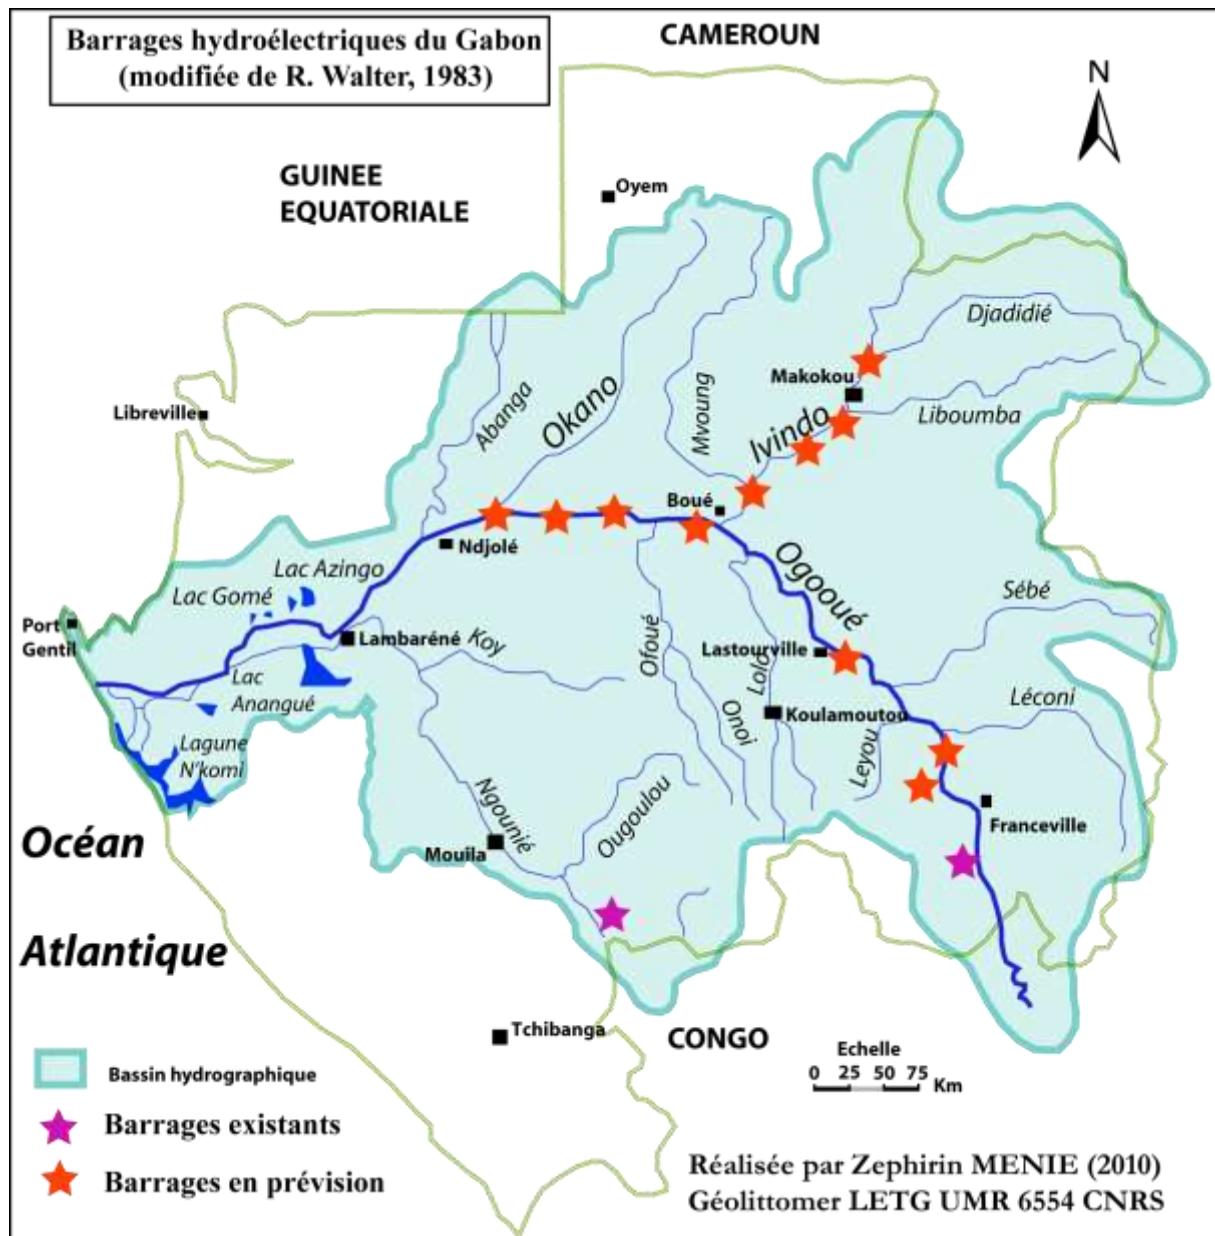 Barrages hydroélectriques du Gabon
(modifiée de R. Walter, 1983)
CAMEROUN
N
GUINEE
EQUATORIALE
Oyem
Djadidié
Makokou
Libreville
Abanga
Okano
Mvoung
Ivindo
Liboumba
Boué
Ndjolé
Ogooué
Lac Azingo
Lac Gomé
Sébé
Port
Gentil
Lambaréné
Koy
Ofoué
Lastourville
Lolo
Lac
Anangué
Onoi
Koulamoutou
Léconi
Leyou
Lagune
N'komi
Ngounié
Ougoulou
Franceville
Océan
Mouila
Atlantique
Tchibanga
CONGO
Echelle
0 25 50 75 Km
Bassin hydrographique
Barrages existants
Barrages en prévision
Réalisée par Zephirin MENIE (2010)
Géolittomer LETG UMR 6554 CNRS